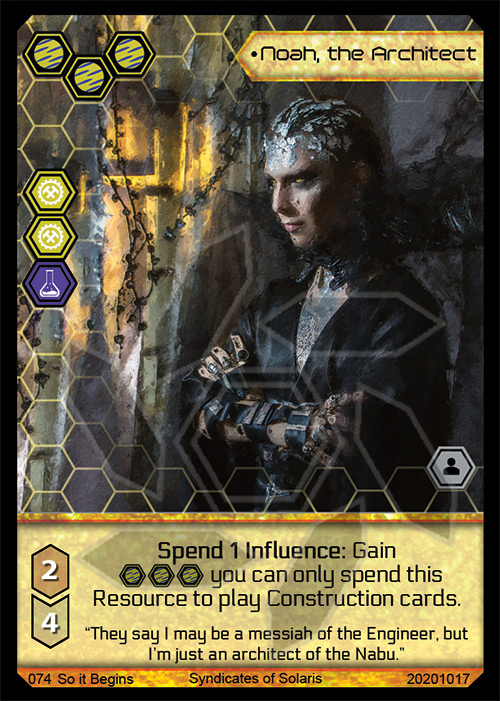 •Noah, the Architect
2
4
Spend 1 Influence: Gain
you can only spend this
Resource to play Construction cards.
“They say I may be a messiah of the Engineer, but
I’m just an architect of the Nabu.”
074 So it Begins
Syndicates of Solaris
20201017